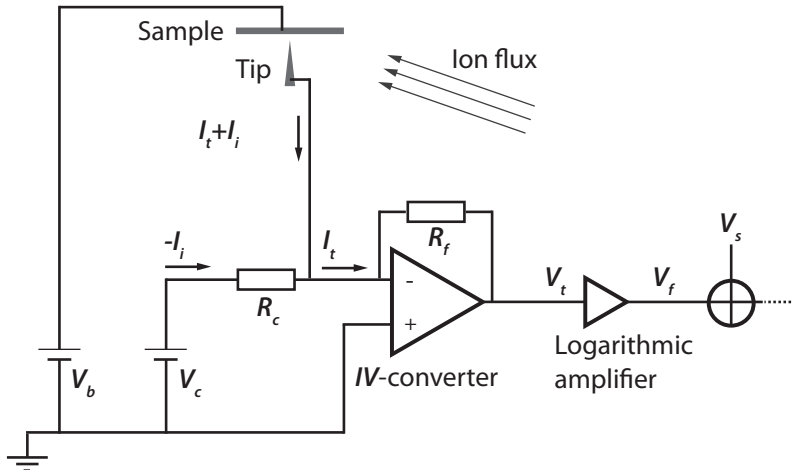 Sample
Tip
Ion flux
I_t+I_i
-I_i
I_t
R_f
R_c
-
+
V_t
V_f
V_s
V_b
V_c
IV-converter
Logarithmic
amplifier